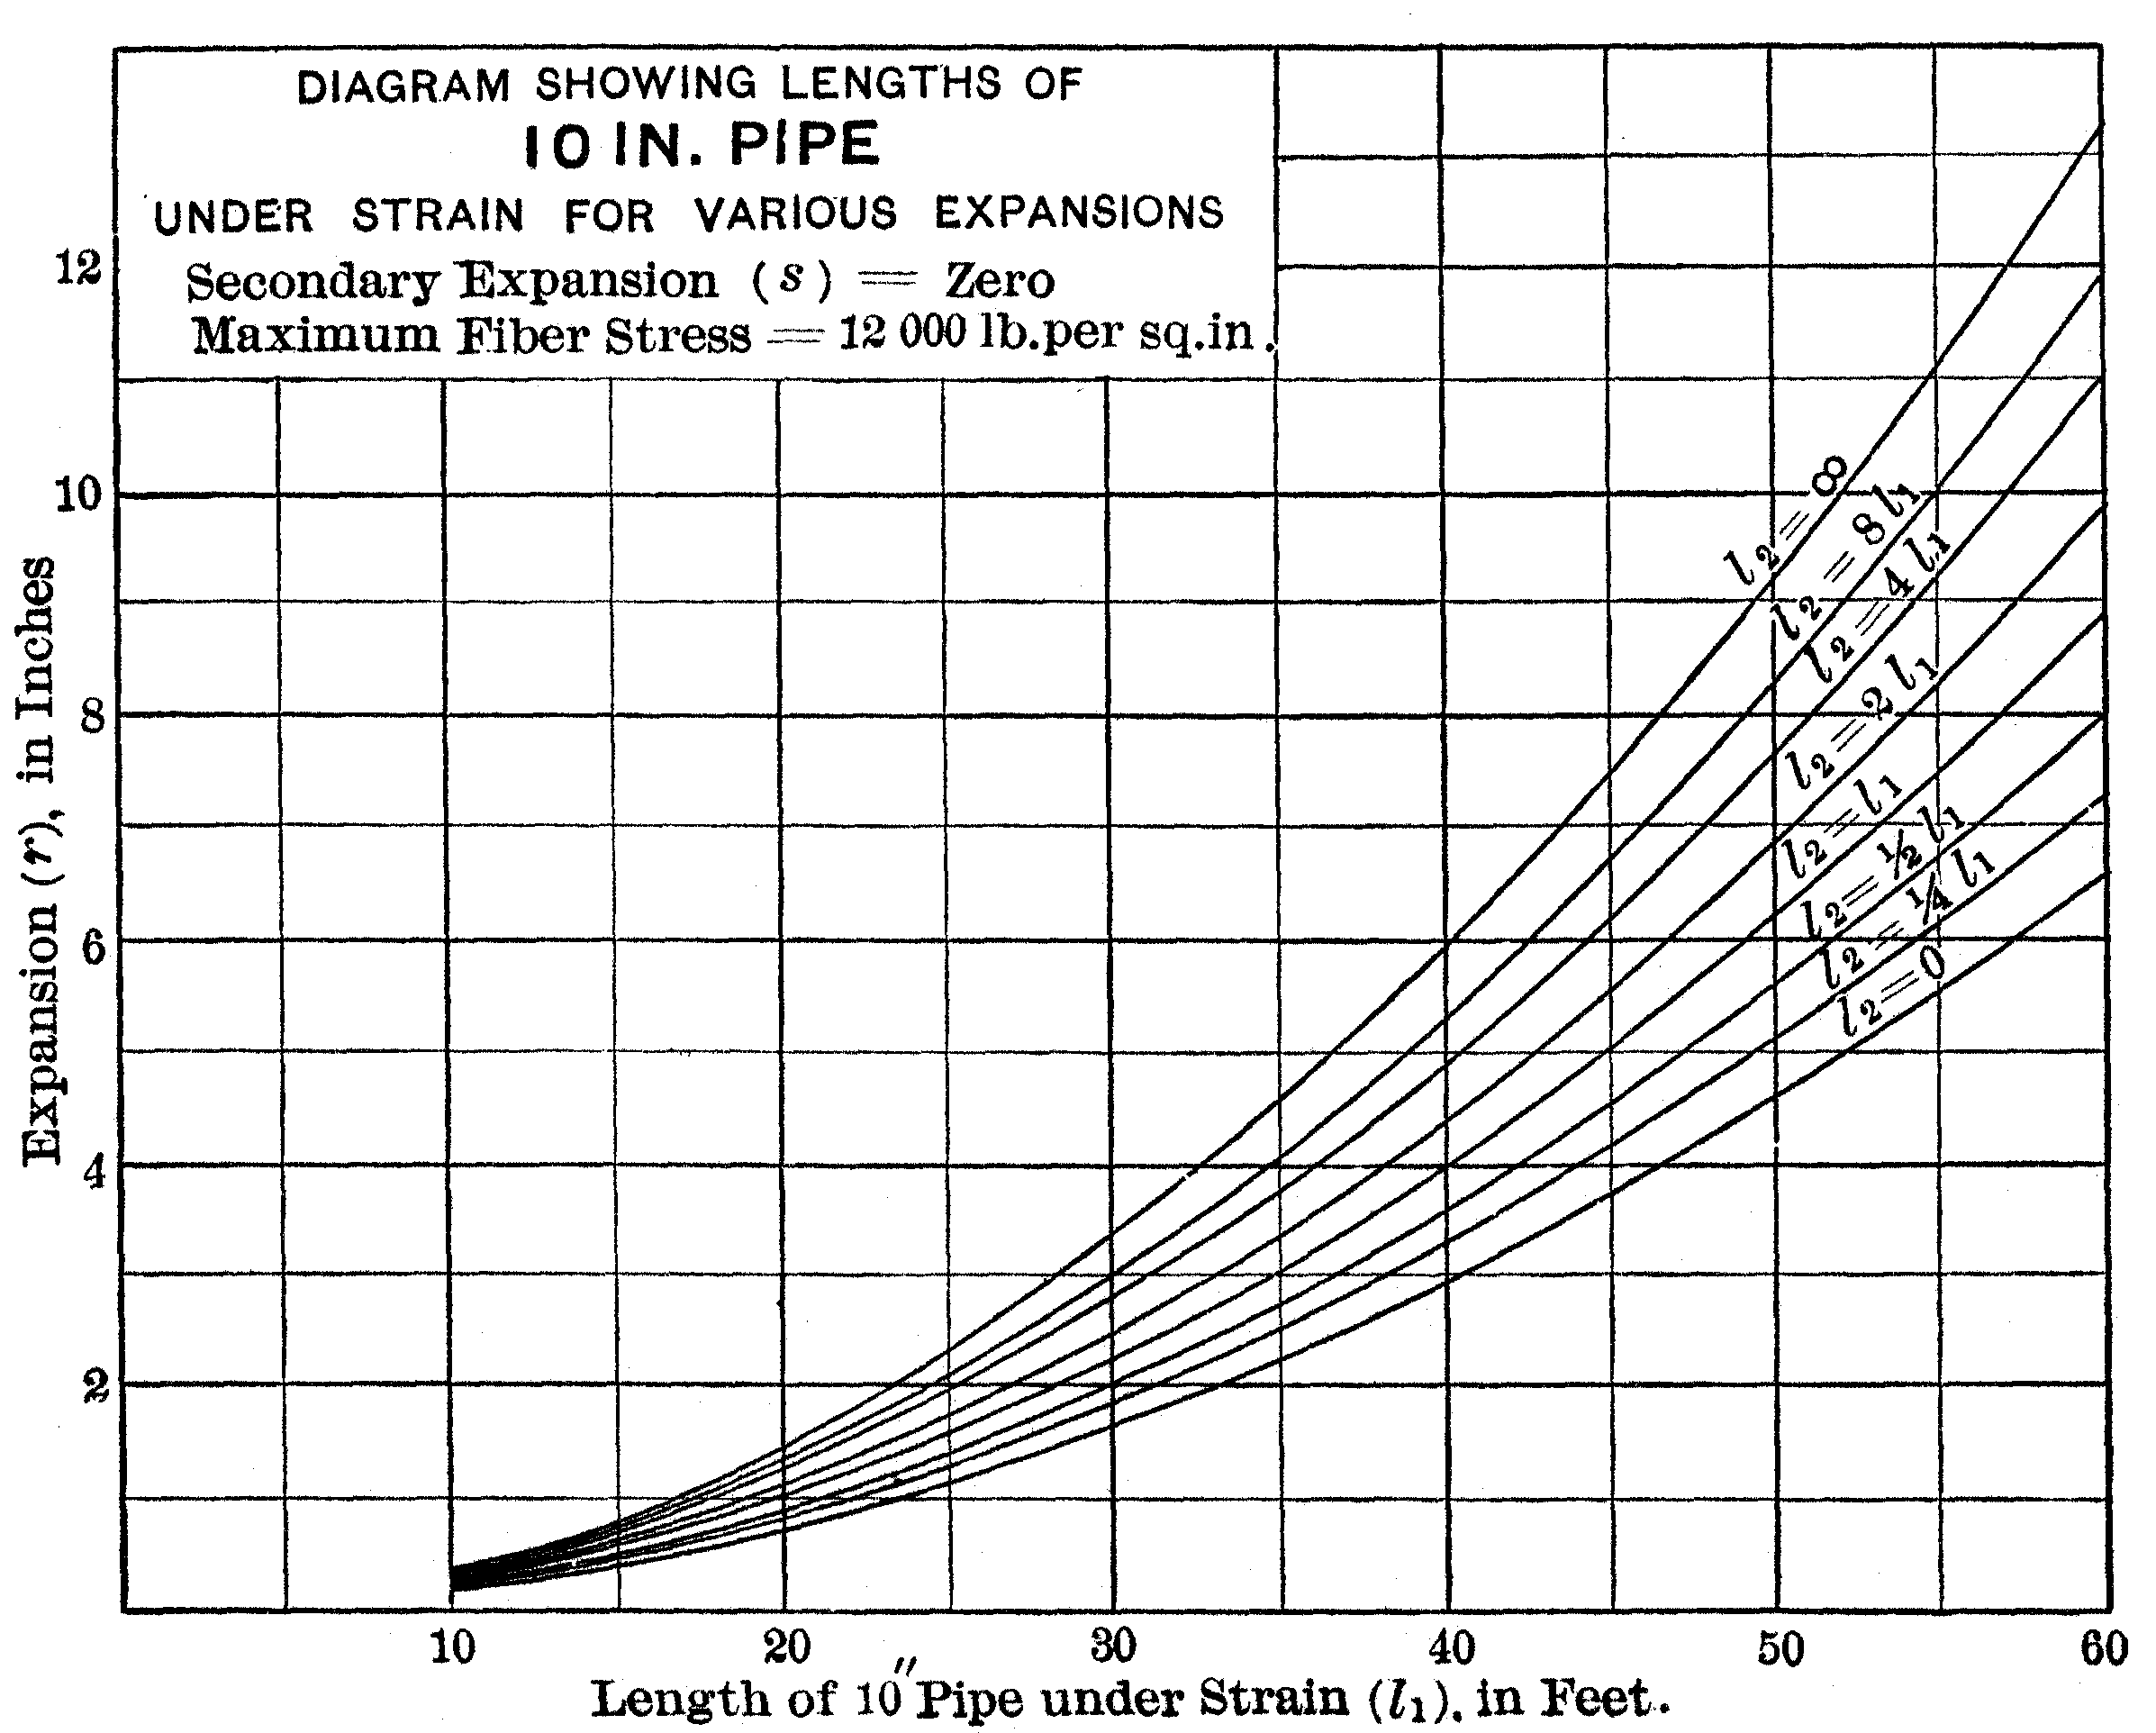 DIAGRAM SHOWING LENGTHS OF
10 IN. PIPE
UNDER STRAIN FOR VARIOUS EXPANSIONS
Secondary Expansion (s) = Zero
Maximum Fiber Stress = 12 000 lb.per sq.in.
Expansion (r), in Inches
12
10
8
6
4
2
l2 = ∞
l2 = 8 l1
l2 = 4 l1
l2 = 2 l1
l2 = l1
l2 = ½ l1
l2 = ¼ l1
l2 = 0
10 20 30 40 50 60
Length of 10" Pipe under Strain (l1), in Feet.